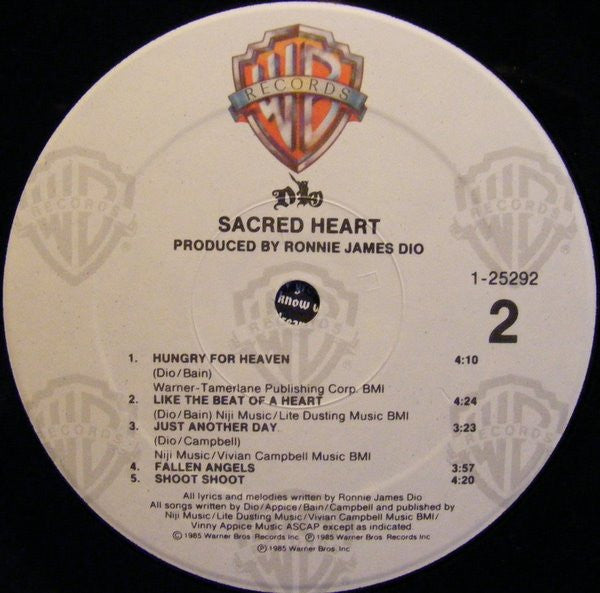 WB
RECORDS
DIO
SACRED HEART
PRODUCED BY RONNIE JAMES DIO
1-25292
2
know
1. HUNGRY FOR HEAVEN 4:10
(Dio/Bain)
Warner-Tamerlane Publishing Corp. BMI
2. LIKE THE BEAT OF A HEART 4:24
(Dio/Bain) Niji Music/Lite Dusting Music BMI
3. JUST ANOTHER DAY 3:23
(Dio/Campbell)
Niji Music/Vivian Campbell Music BMI
4. FALLEN ANGELS 3:57
5. SHOOT SHOOT 4:20
All lyrics and melodies written by Ronnie James Dio
All songs written by Dio/Appice/Bain/Campbell and published by
Niji Music/Lite Dusting Music/Vivian Campbell Music BMI/
Vinny Appice Music ASCAP except as indicated.
©1985 Warner Bros. Records Inc ℗1985 Warner Bros. Inc
℗1985 Warner Bros. Inc